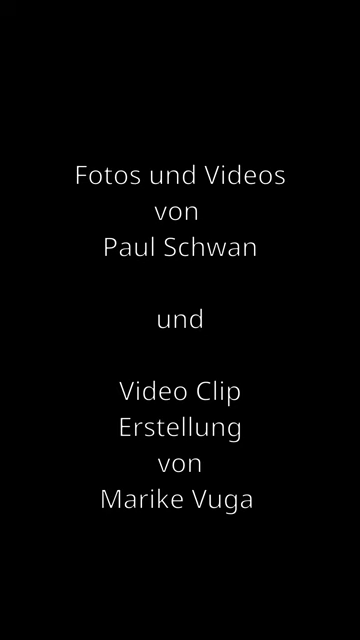 Fotos und Videos
von
Paul Schwan
und
Video Clip
Erstellung
von
Marike Vuga